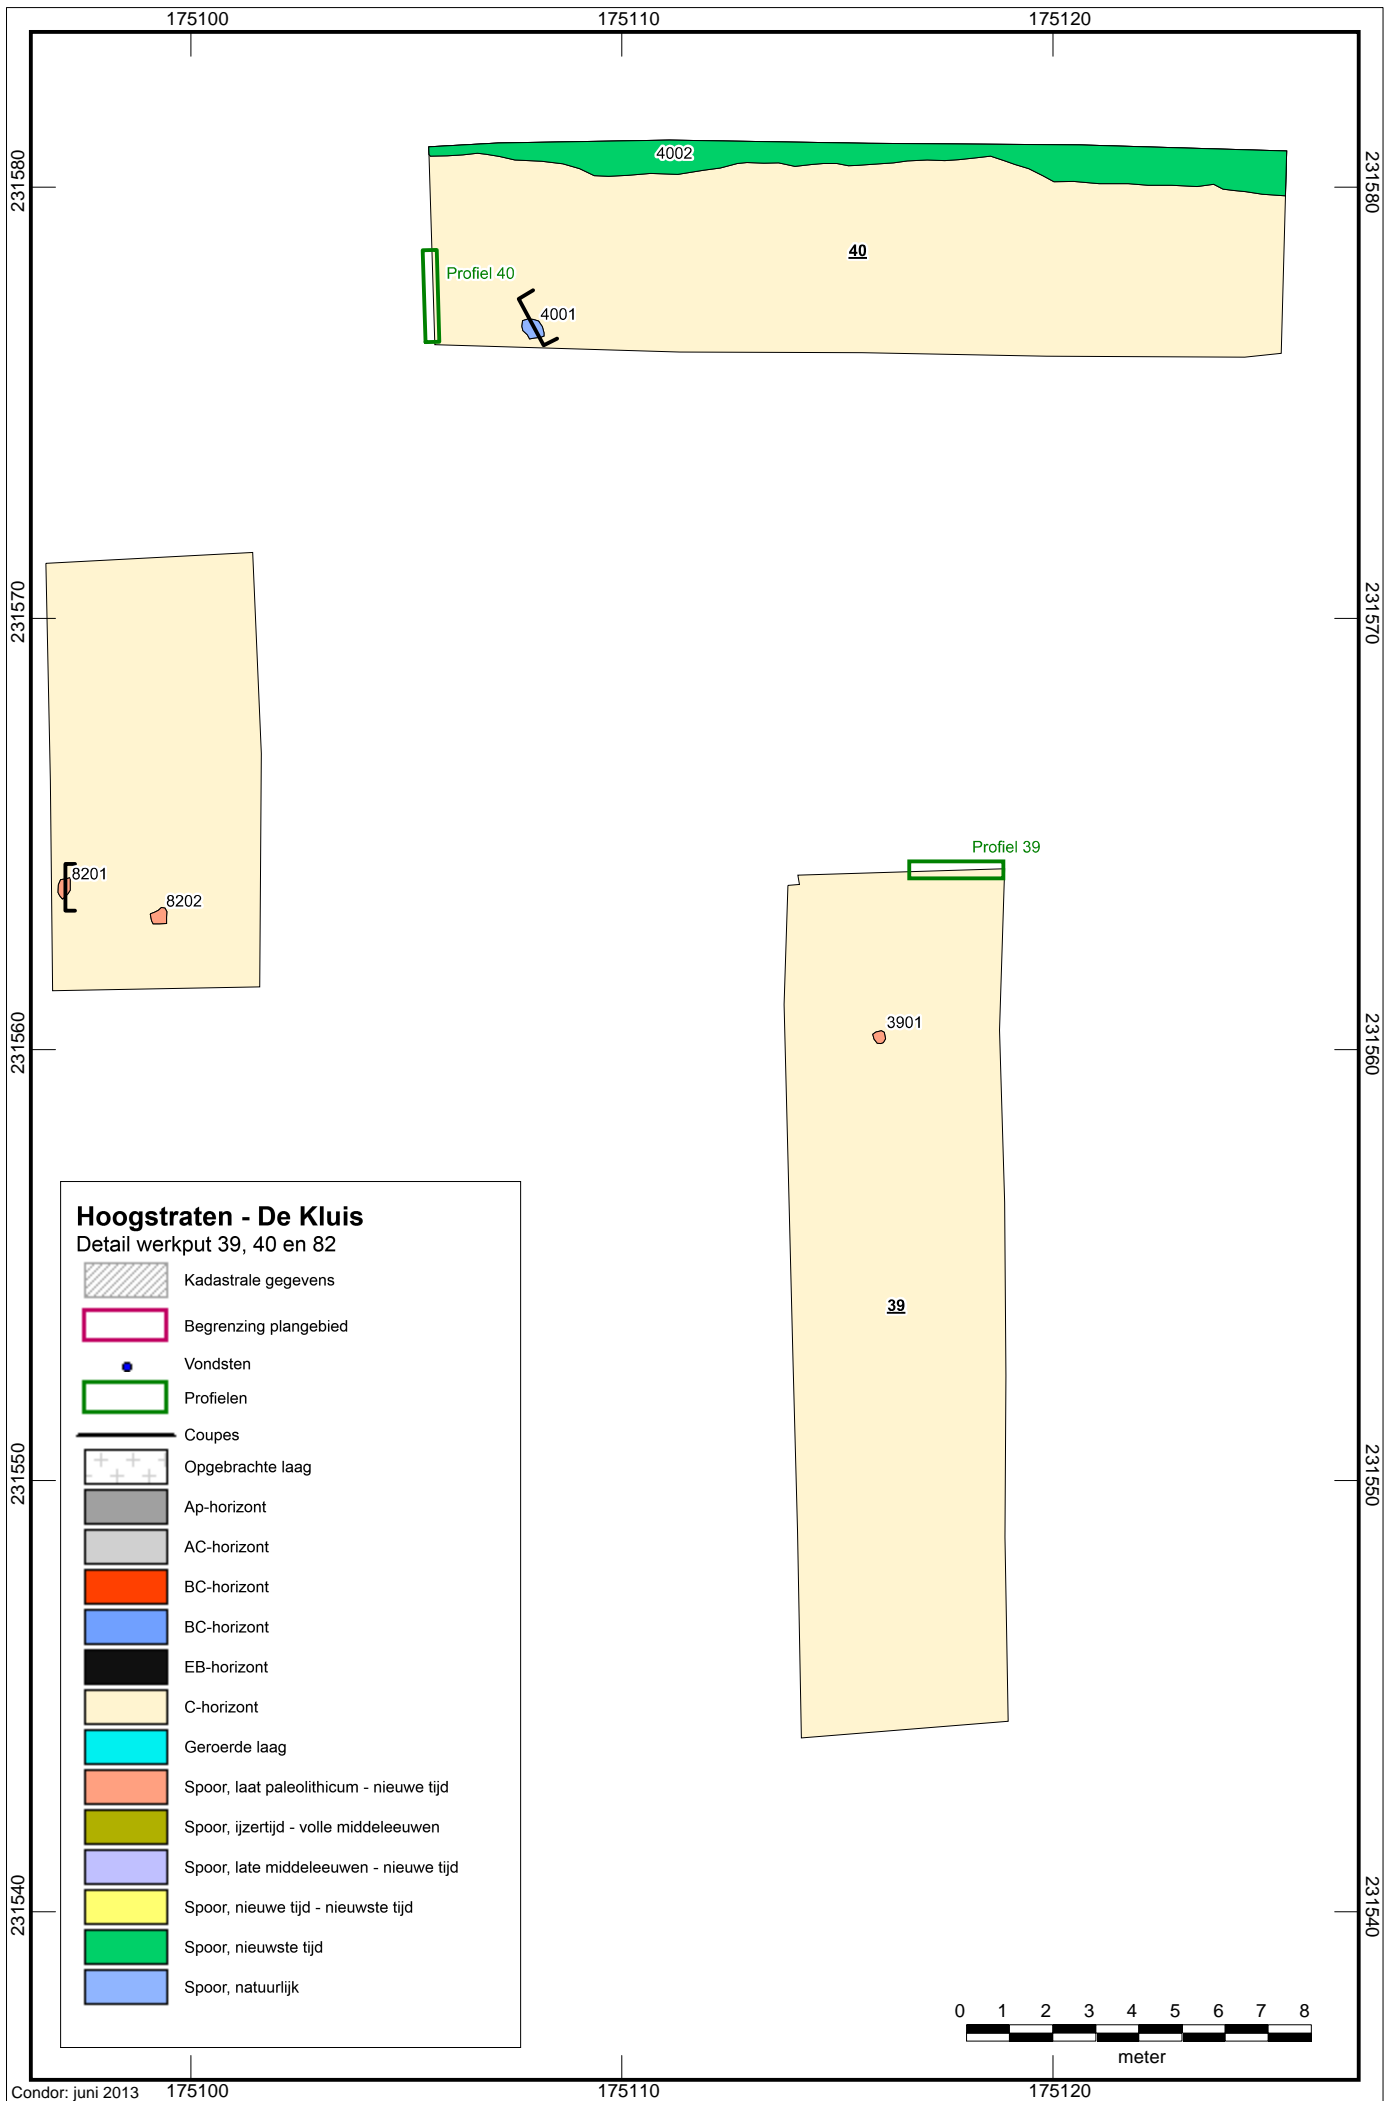 175100 175110 175120
231580
231580
4002
40
Profiel 40
4001
231570
231570
Profiel 39
8201
8202
3901
231560
231560
Hoogstraten - De Kluis
Detail werkput 39, 40 en 82
Kadastrale gegevens
Begrenzing plangebied
Vondsten
Profielen
Coupes
Opgebrachte laag
Ap-horizont
AC-horizont
BC-horizont
BC-horizont
EB-horizont
C-horizont
Geroerde laag
Spoor, laat paleolithicum - nieuwe tijd
Spoor, ijzertijd - volle middeleeuwen
Spoor, late middeleeuwen - nieuwe tijd
Spoor, nieuwe tijd - nieuwste tijd
Spoor, nieuwste tijd
Spoor, natuurlijk
39
231550
231550
231540
231540
0 1 2 3 4 5 6 7 8
meter
Condor: juni 2013
175100 175110 175120